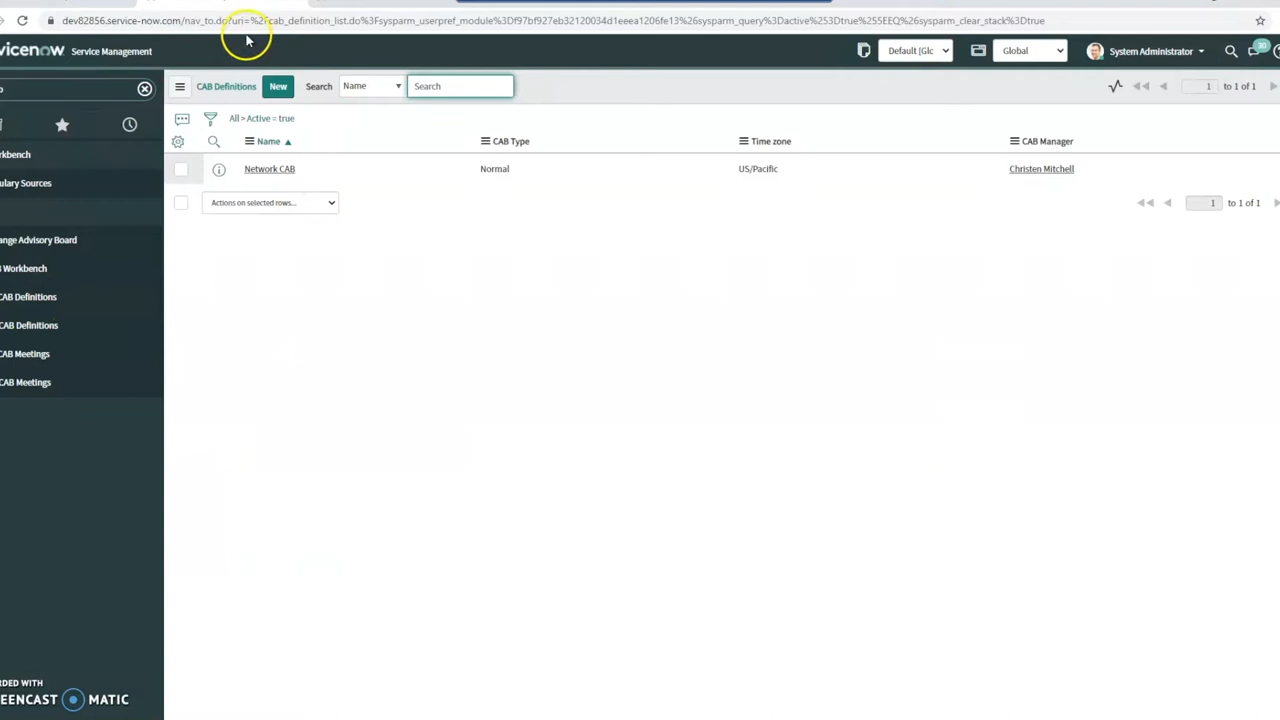 dev82856.service-now.com/nav_to.do?uri=%2Fcab_definition_list.do%3Fsysparm_userpref_module%3Df97bf927eb32120034d1eeea1206fe13%26sysparm_query%3Dactive%253Dtrue%255EEQ%26sysparm_clear_stack%3Dtrue
vicenow Service Management
Default [Glc
Global
System Administrator
30
CAB Definitions
New
Search
Name
Search
1 to 1 of 1
All > Active = true
Name
CAB Type
Time zone
CAB Manager
Network CAB
Normal
US/Pacific
Christen Mitchell
Actions on selected rows...
1 to 1 of 1
rkbench
ulary Sources
ange Advisory Board
Workbench
CAB Definitions
CAB Definitions
CAB Meetings
CAB Meetings
RDED WITH
EENCAST MATIC